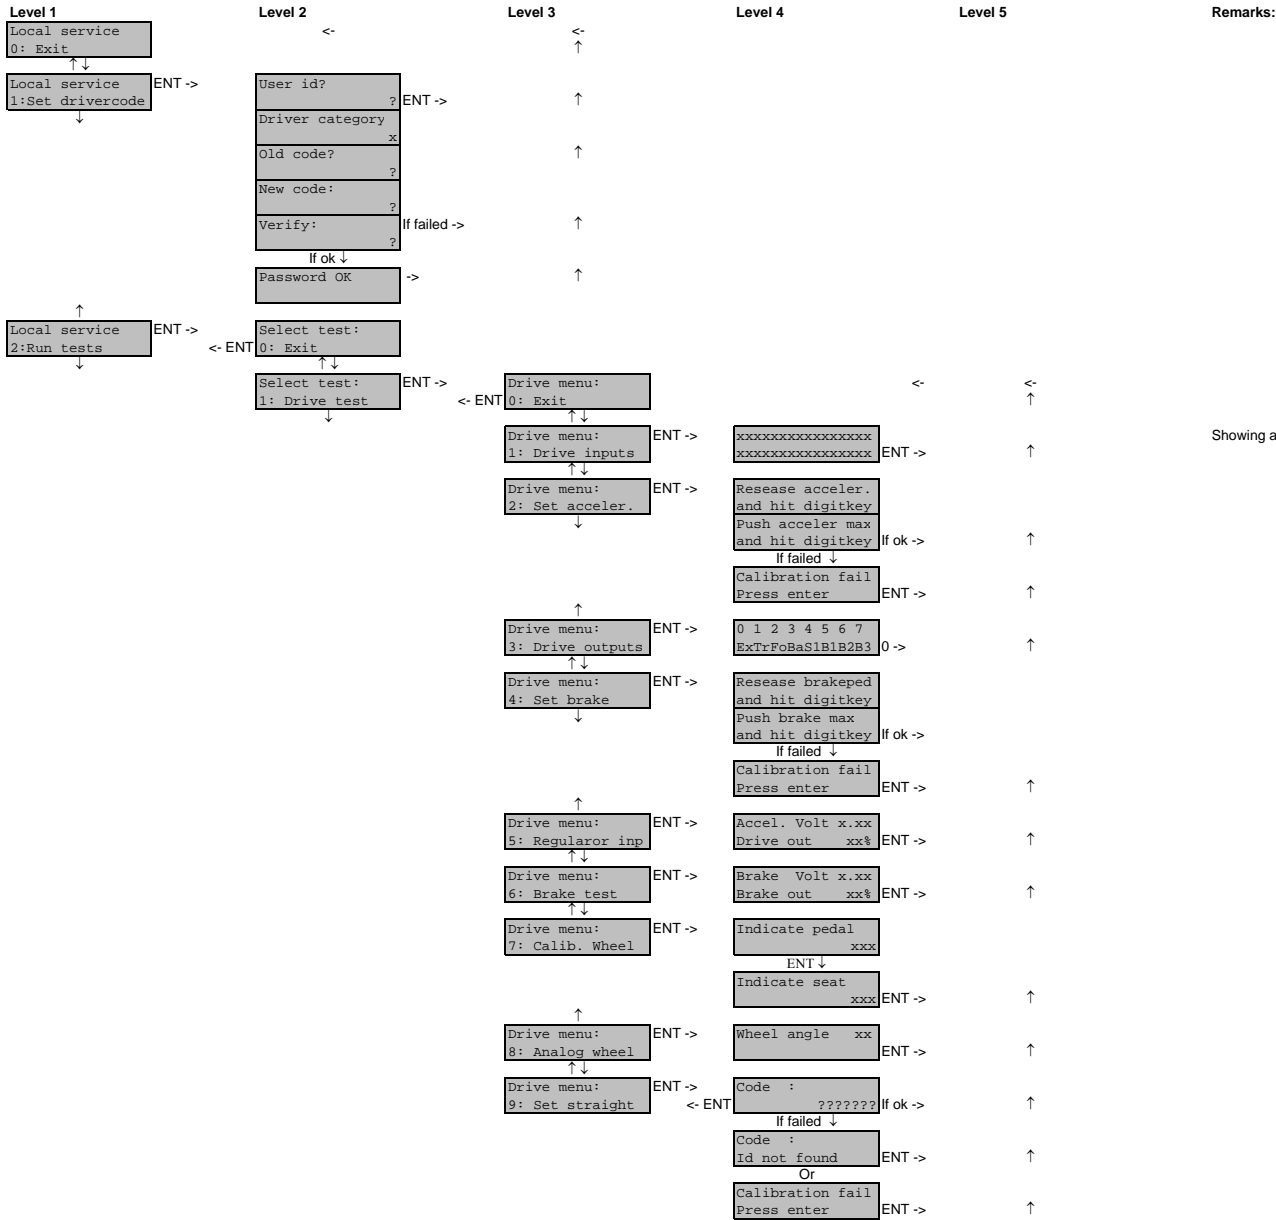 Level 1 Level 2 Level 3 Level 4 Level 5 Remarks:
Local service <- <-
0: Exit ↑
↑↓
Local service ENT -> User id?
1:Set drivercode ? ENT -> ↑
↓ Driver category
x
Old code? ↑
?
New code:
?
Verify: If failed -> ↑
?
If ok ↓
Password OK -> ↑
↑
Local service ENT -> Select test:
2:Run tests <- ENT 0: Exit
↓ ↑↓
Select test: ENT -> Drive menu: <- <-
1: Drive test <- ENT 0: Exit ↑
↓ ↑↓
Drive menu: ENT -> xxxxxxxxxxxxxxxx Showing a
1: Drive inputs xxxxxxxxxxxxxxxx ENT -> ↑
↑↓
Drive menu: ENT -> Resease acceler.
2: Set acceler. and hit digitkey
↓ Push acceler max
and hit digitkey If ok -> ↑
If failed ↓
Calibration fail
Press enter ENT -> ↑
↑
Drive menu: ENT -> 0 1 2 3 4 5 6 7
3: Drive outputs ExTrFoBaS1B1B2B3 0 -> ↑
↑↓
Drive menu: ENT -> Resease brakeped
4: Set brake and hit digitkey
↓ Push brake max
and hit digitkey If ok ->
If failed ↓
Calibration fail
Press enter ENT -> ↑
↑
Drive menu: ENT -> Accel. Volt x.xx
5: Regularor inp Drive out xx% ENT -> ↑
↑↓
Drive menu: ENT -> Brake Volt x.xx
6: Brake test Brake out xx% ENT -> ↑
↑↓
Drive menu: ENT -> Indicate pedal
7: Calib. Wheel xxx
ENT ↓
Indicate seat
xxx ENT -> ↑
↑
Drive menu: ENT -> Wheel angle xx
8: Analog wheel ENT -> ↑
↑↓
Drive menu: ENT -> Code :
9: Set straight <- ENT ??????? If ok -> ↑
If failed ↓
Code :
Id not found ENT -> ↑
Or
Calibration fail
Press enter ENT -> ↑